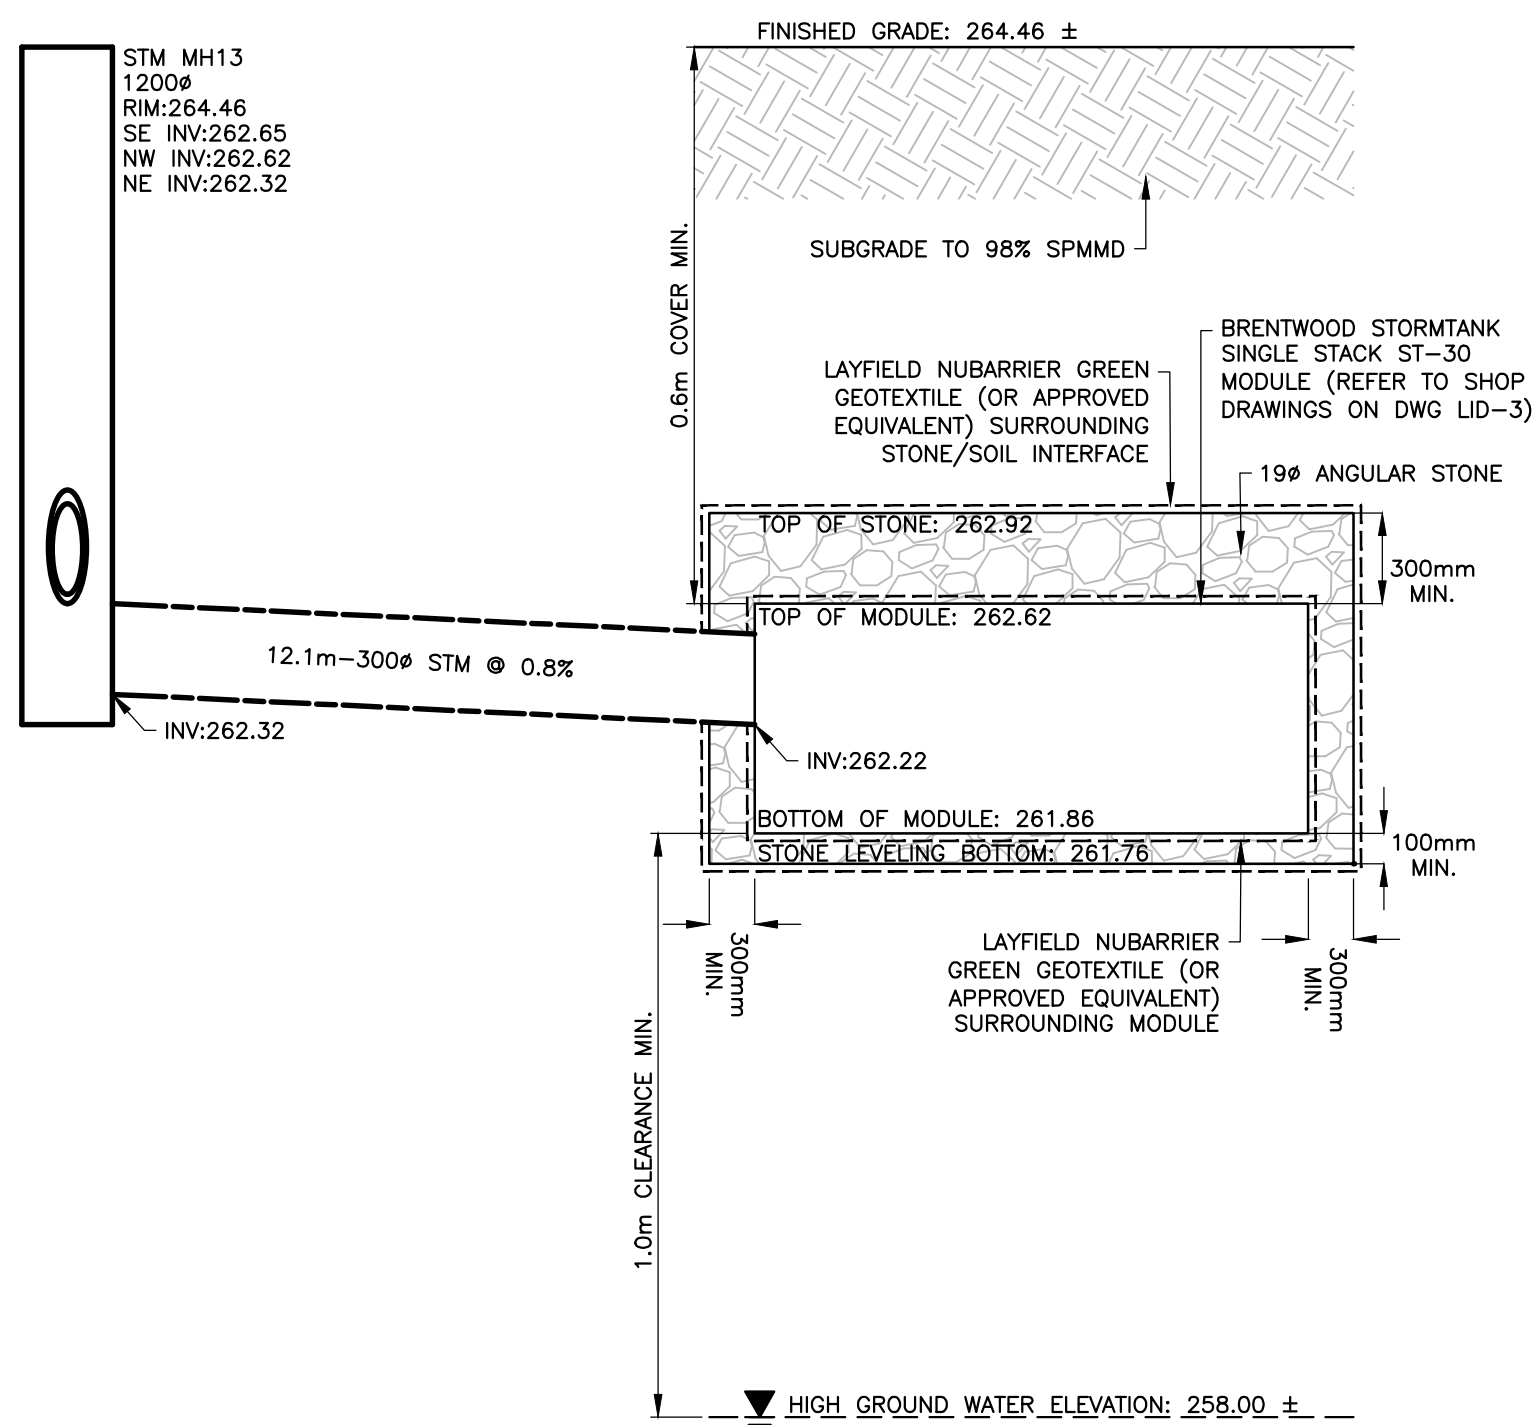 FINISHED GRADE: 264.46 ±
STM MH13
1200ø
RIM:264.46
SE INV:262.65
NW INV:262.62
NE INV:262.32
0.6m COVER MIN.
SUBGRADE TO 98% SPMMD
BRENTWOOD STORMTANK
SINGLE STACK ST-30
MODULE (REFER TO SHOP
DRAWINGS ON DWG LID-3)
LAYFIELD NUBARRIER GREEN
GEOTEXTILE (OR APPROVED
EQUIVALENT) SURROUNDING
STONE/SOIL INTERFACE
19ø ANGULAR STONE
TOP OF STONE: 262.92
300mm
MIN.
TOP OF MODULE: 262.62
12.1m-300ø STM @ 0.8%
INV:262.32
INV:262.22
BOTTOM OF MODULE: 261.86
STONE LEVELING BOTTOM: 261.76
100mm
MIN.
300mm
MIN.
LAYFIELD NUBARRIER
GREEN GEOTEXTILE (OR
APPROVED EQUIVALENT)
SURROUNDING MODULE
300mm
MIN.
1.0m CLEARANCE MIN.
HIGH GROUND WATER ELEVATION: 258.00 ±